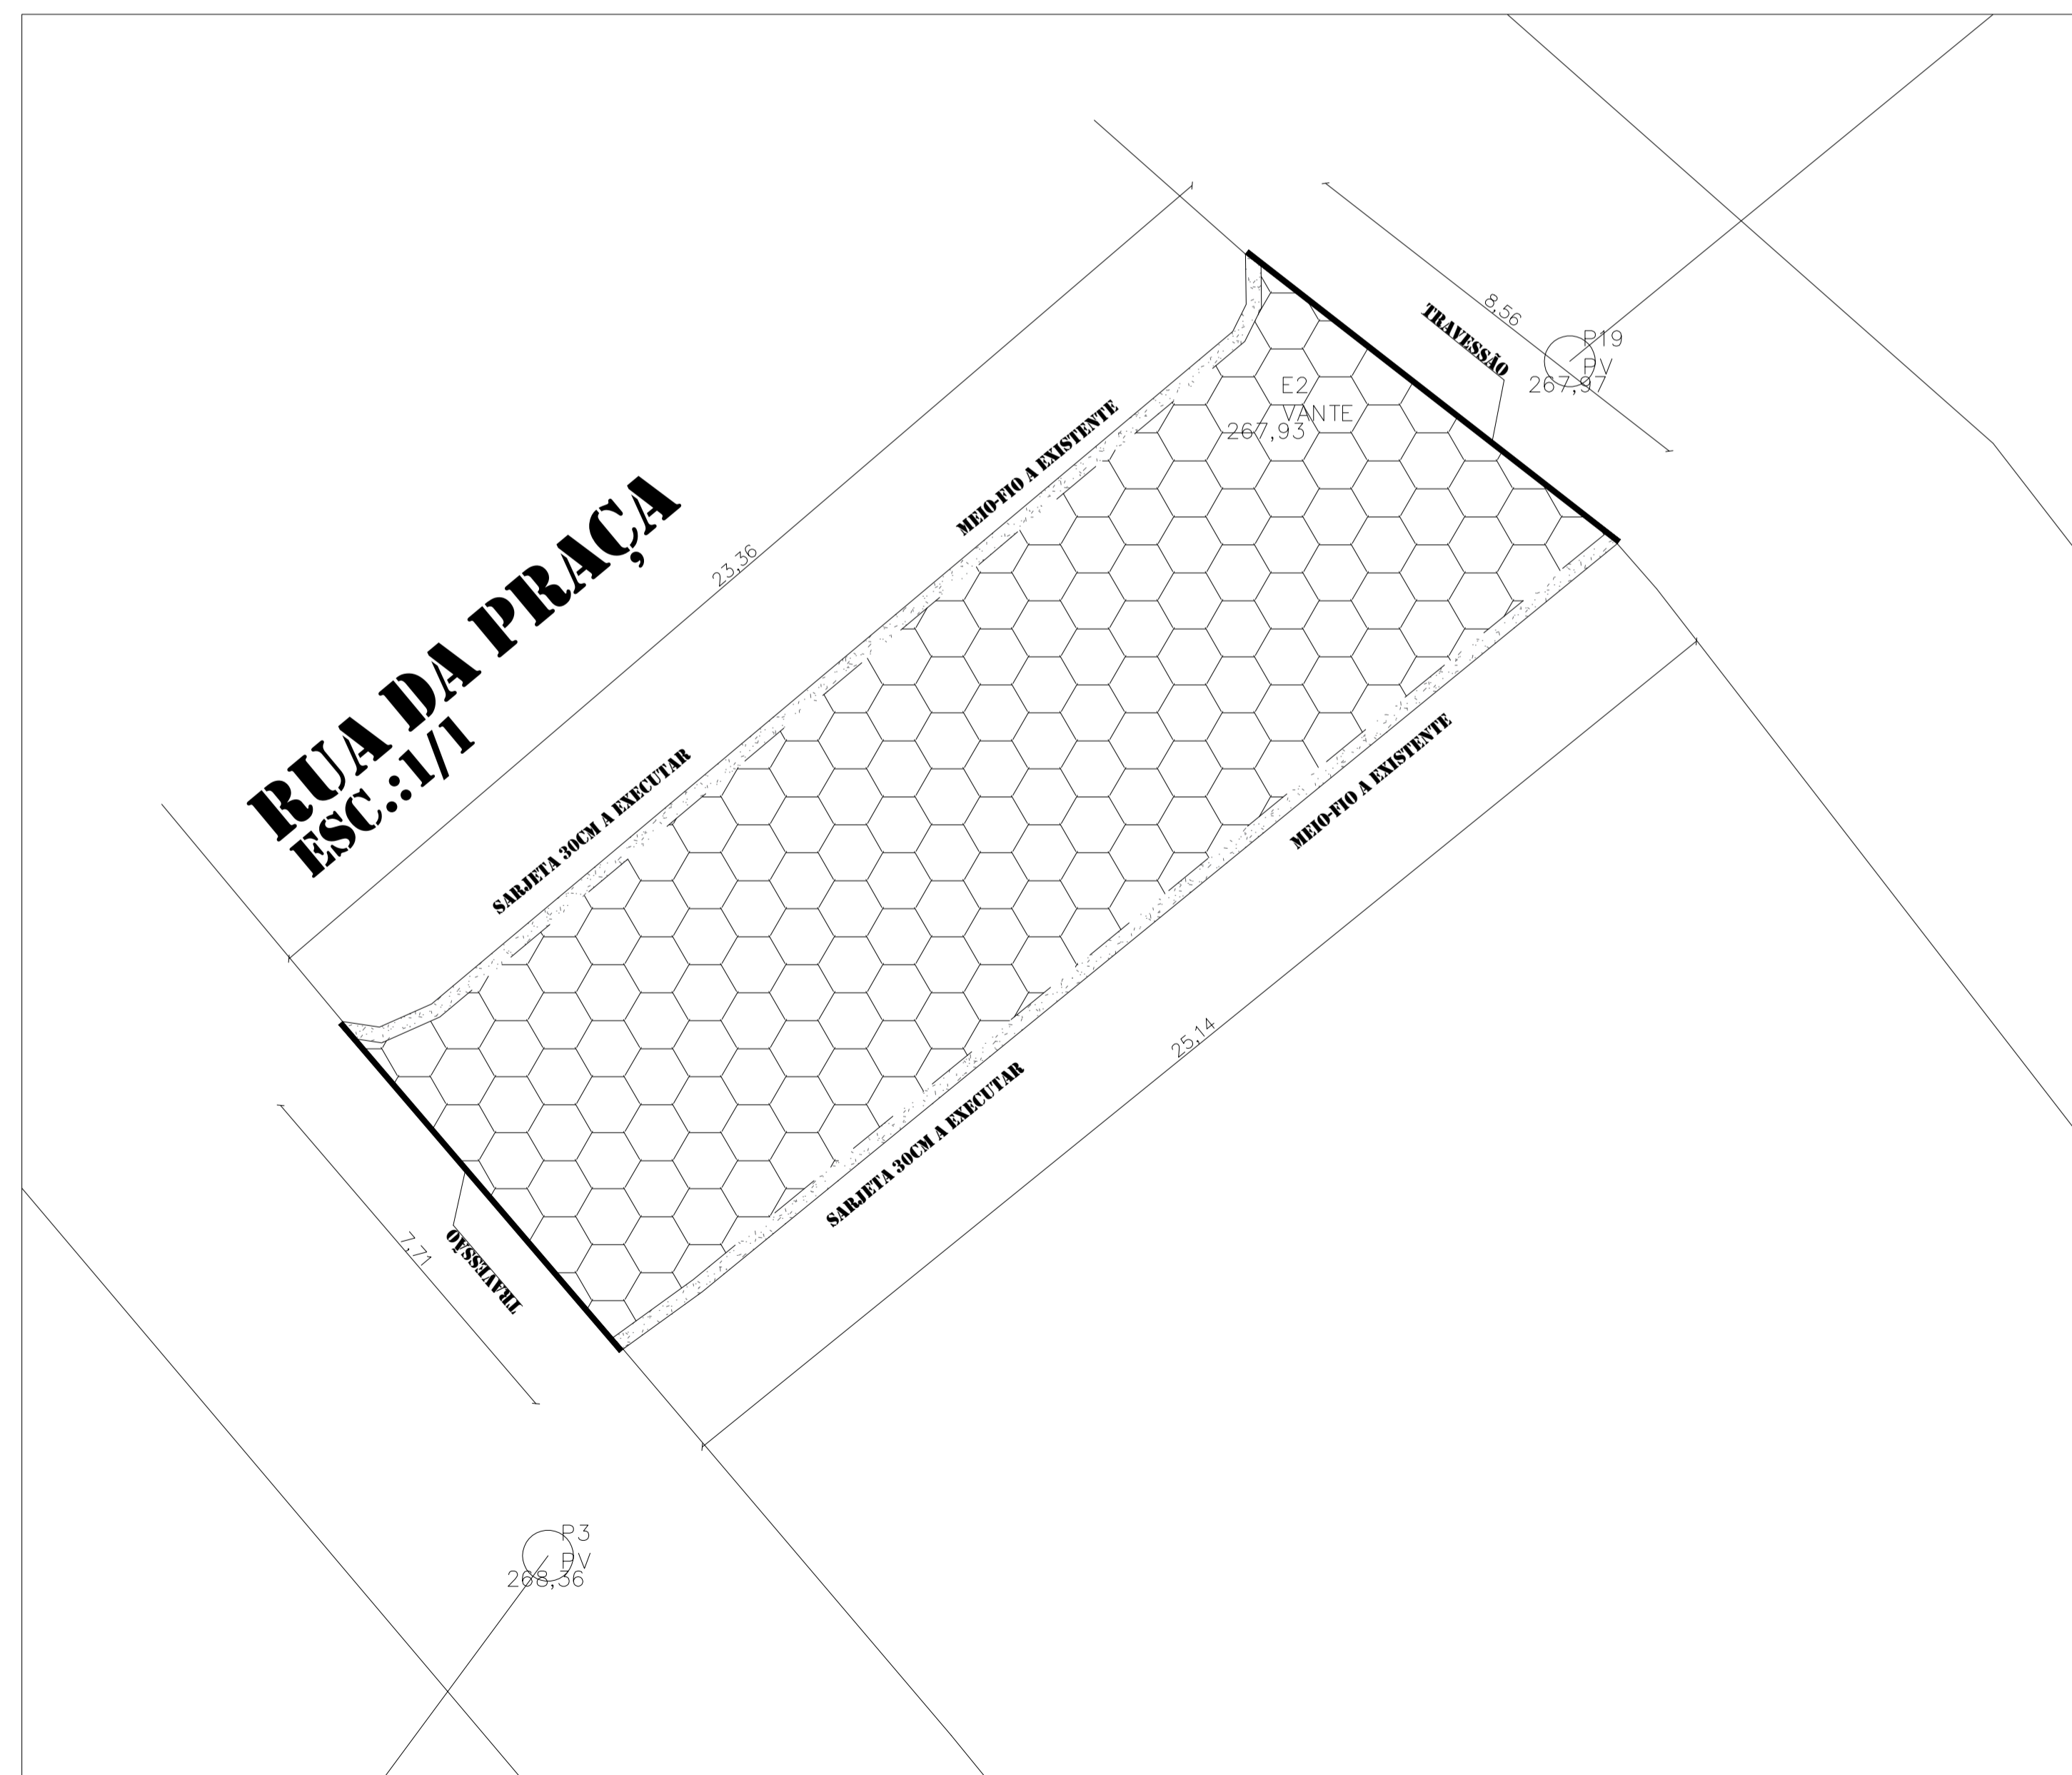 RUA DA PRAÇA
ESC.:1/1
23,36
8,56
TRAVESSÃO
P19
PV
267,97
E2
VANTE
267,93
MEIO-FIO A EXISTENTE
SARJETA 30CM A EXECUTAR
MEIO-FIO A EXISTENTE
25,14
SARJETA 30CM A EXECUTAR
7,71
TRAVESSÃO
P3
PV
268,36